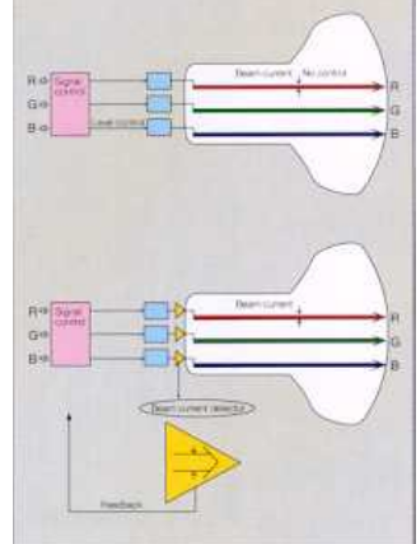 Beam current No control
R
Signal control
R
G
G
B
Level control
B
Beam current
R
Signal control
R
G
G
B
B
Beam current detector
Feedback